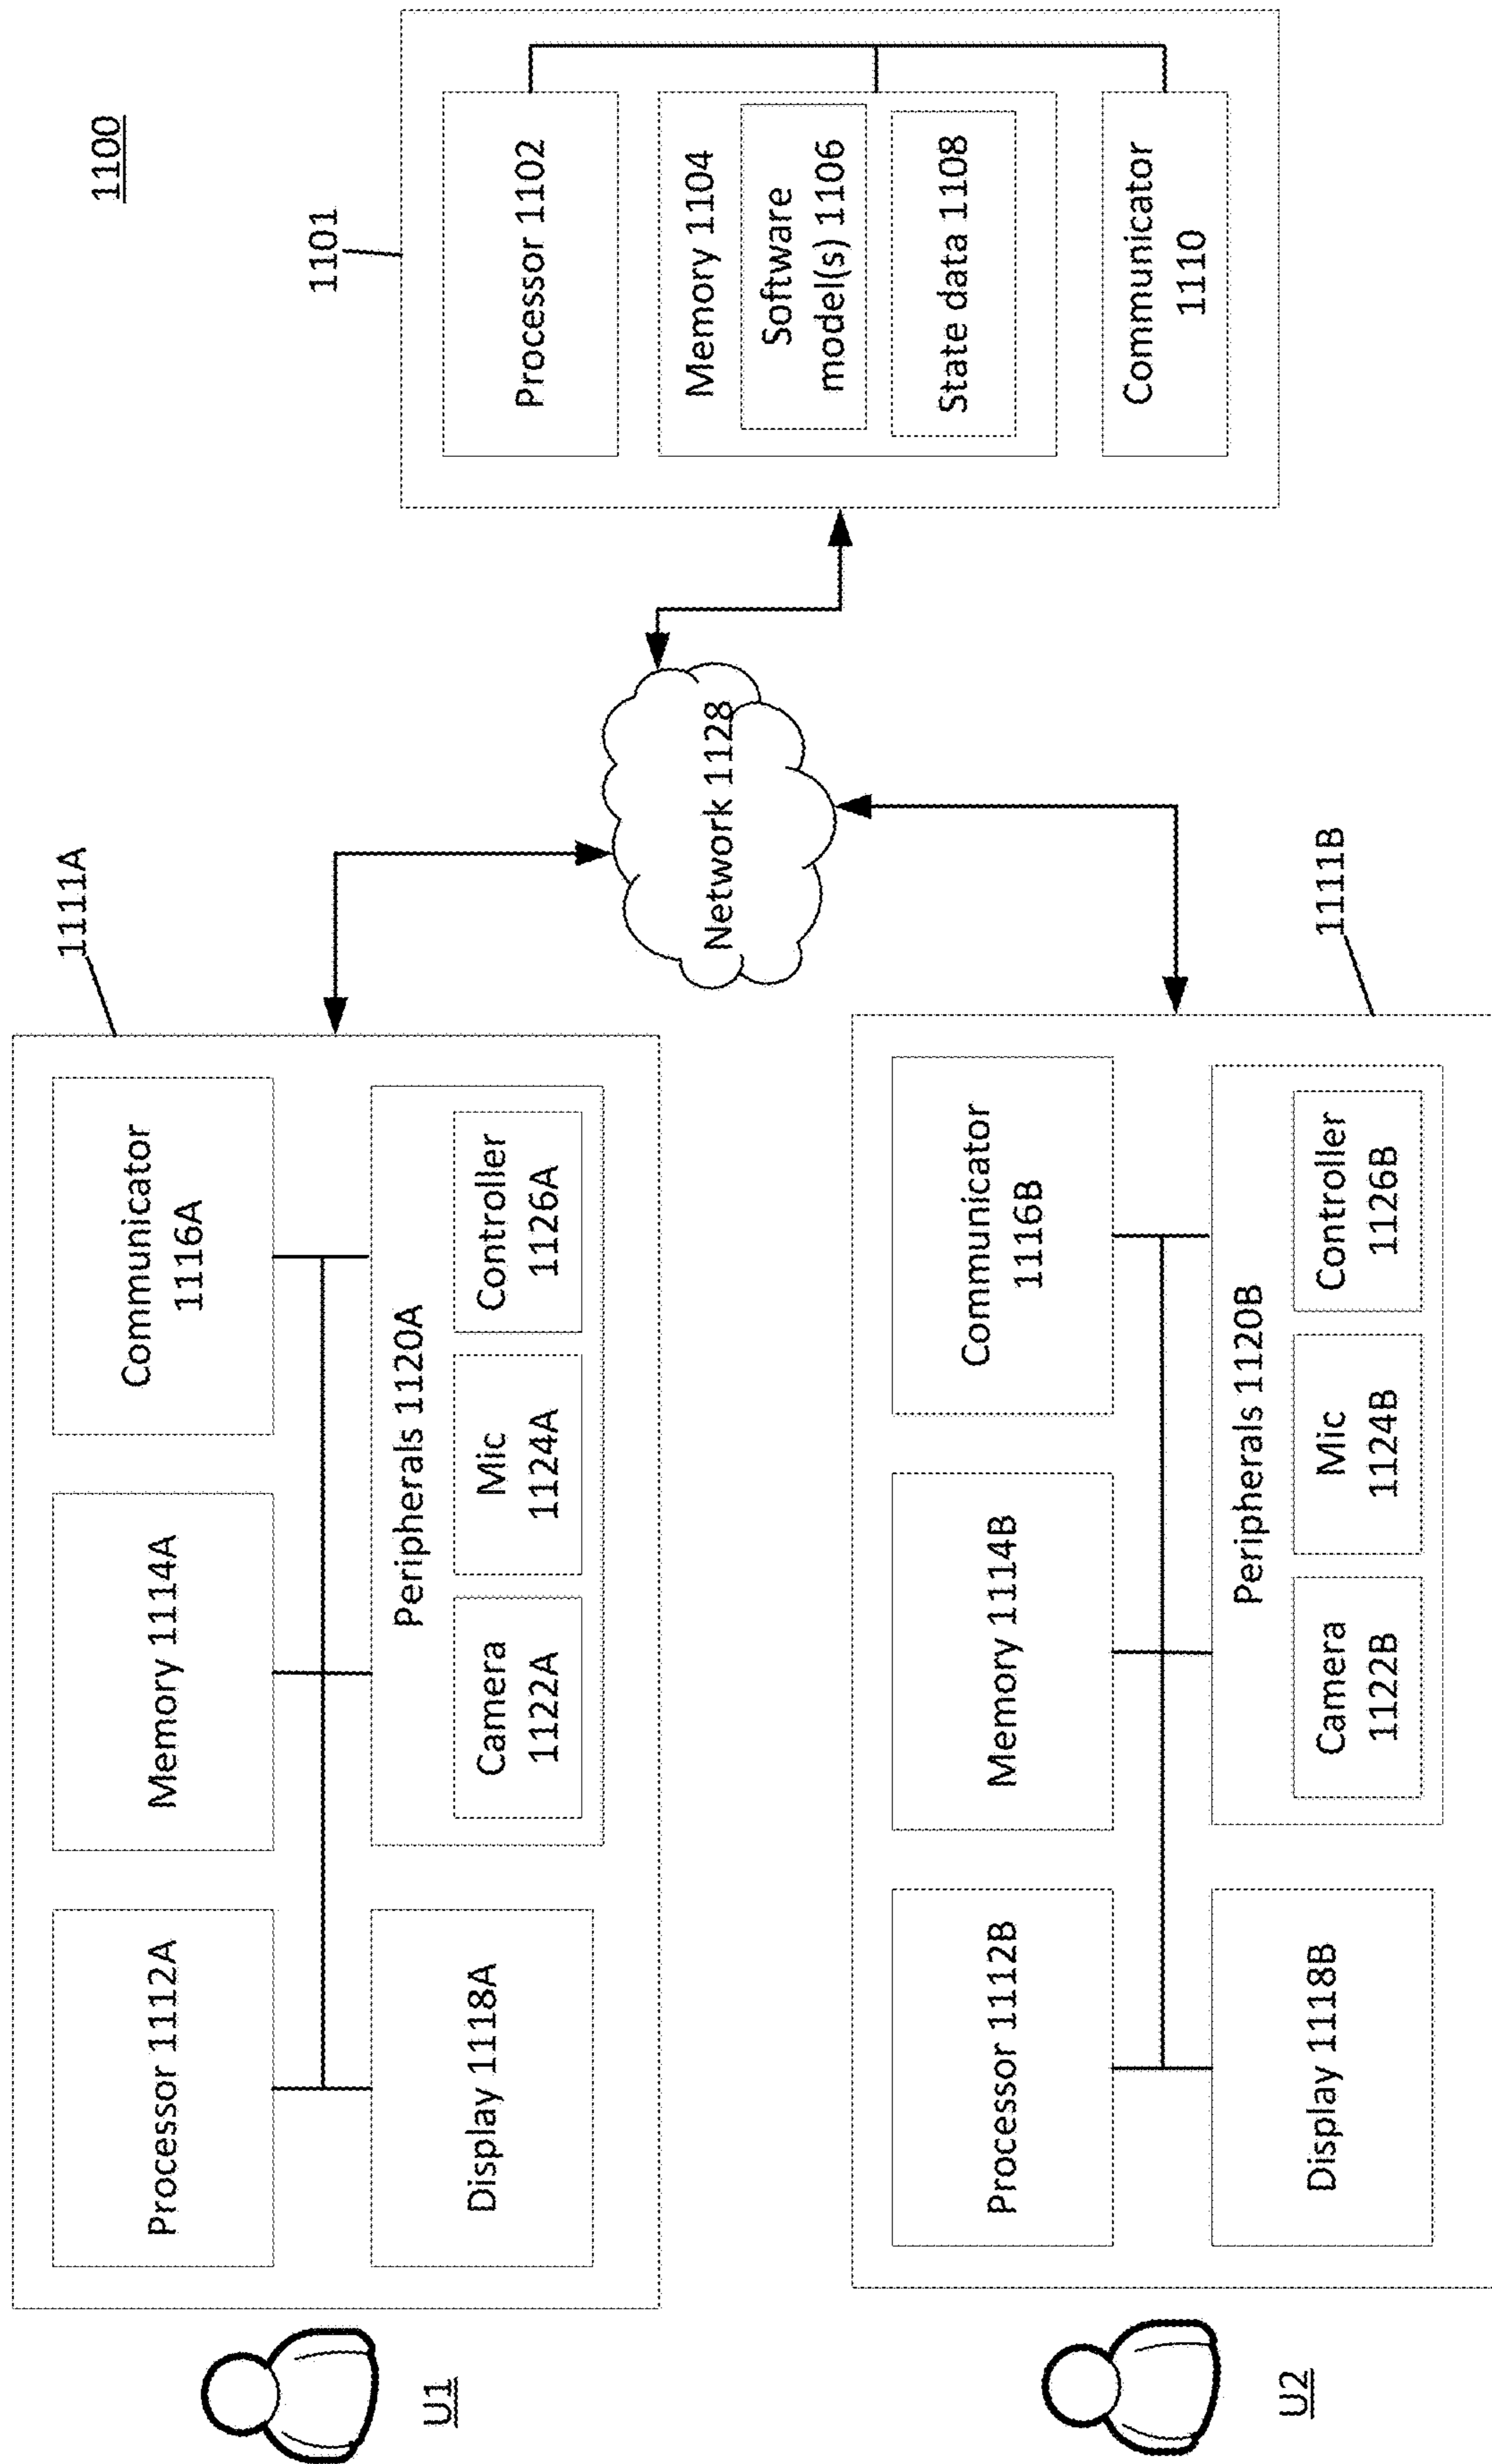 1100
1101
Processor 1102
Memory 1104
Software
model(s) 1106
State data 1108
Communicator
1110
Network 1128
1111A
Processor 1112A
Memory 1114A
Communicator
1116A
Display 1118A
Peripherals 1120A
Camera
1122A
Mic
1124A
Controller
1126A
U1
1111B
Processor 1112B
Memory 1114B
Communicator
1116B
Display 1118B
Peripherals 1120B
Camera
1122B
Mic
1124B
Controller
1126B
U2